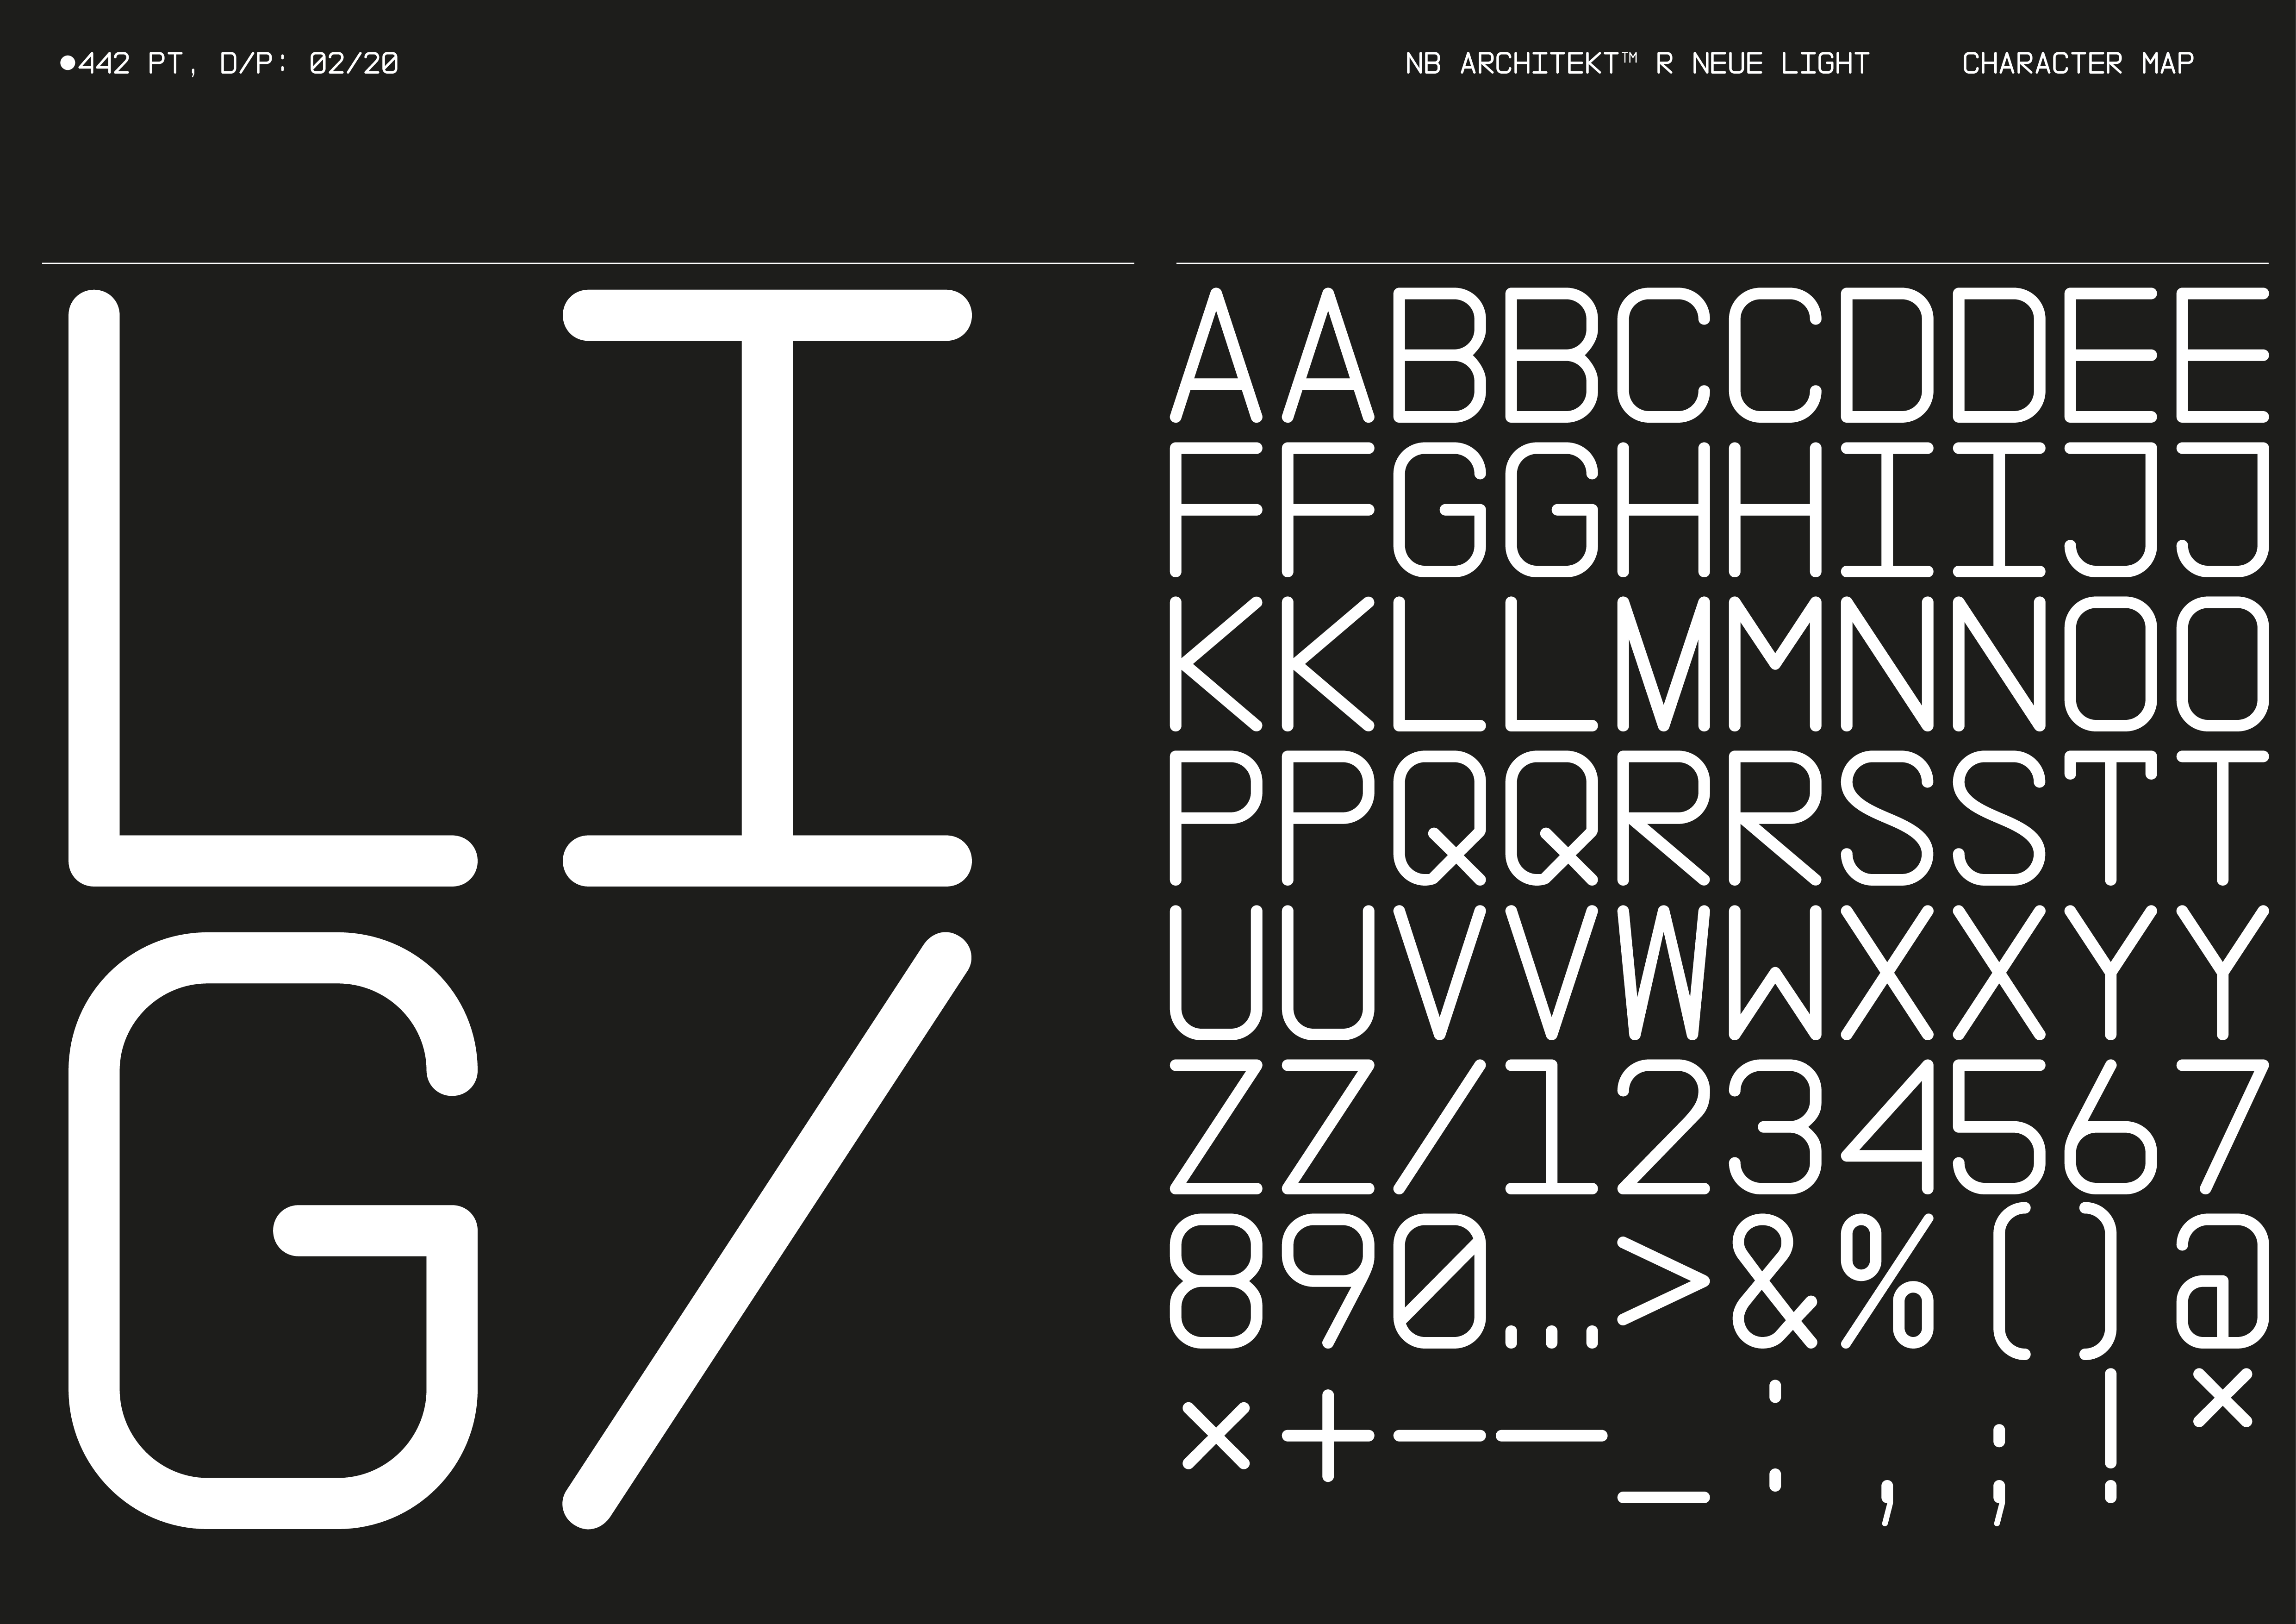 ●442 PT, D/P: 02/20
NB ARCHITEKT™ R NEUE LIGHT
CHARACTER MAP
LI
G/
AABBCCDDEE
FFGGHHIIJJ
KKLLMMNNOO
PPQQRRSSTT
UUVVWWXXYY
ZZ/1234567
890…>&%()@
×+–—_:,;!*